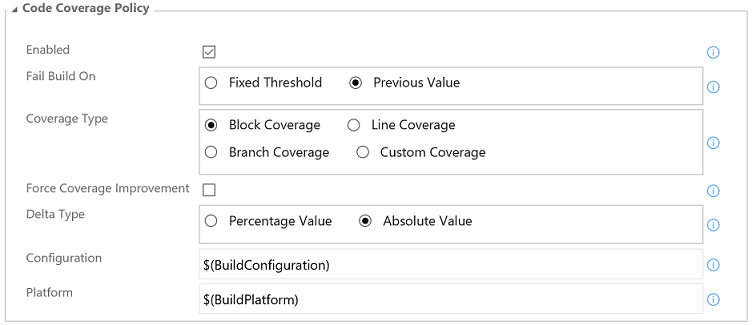 Code Coverage Policy
Enabled
Fail Build On
Fixed Threshold Previous Value
Coverage Type
Block Coverage Line Coverage
Branch Coverage Custom Coverage
Force Coverage Improvement
Delta Type
Percentage Value Absolute Value
Configuration
$(BuildConfiguration)
Platform
$(BuildPlatform)